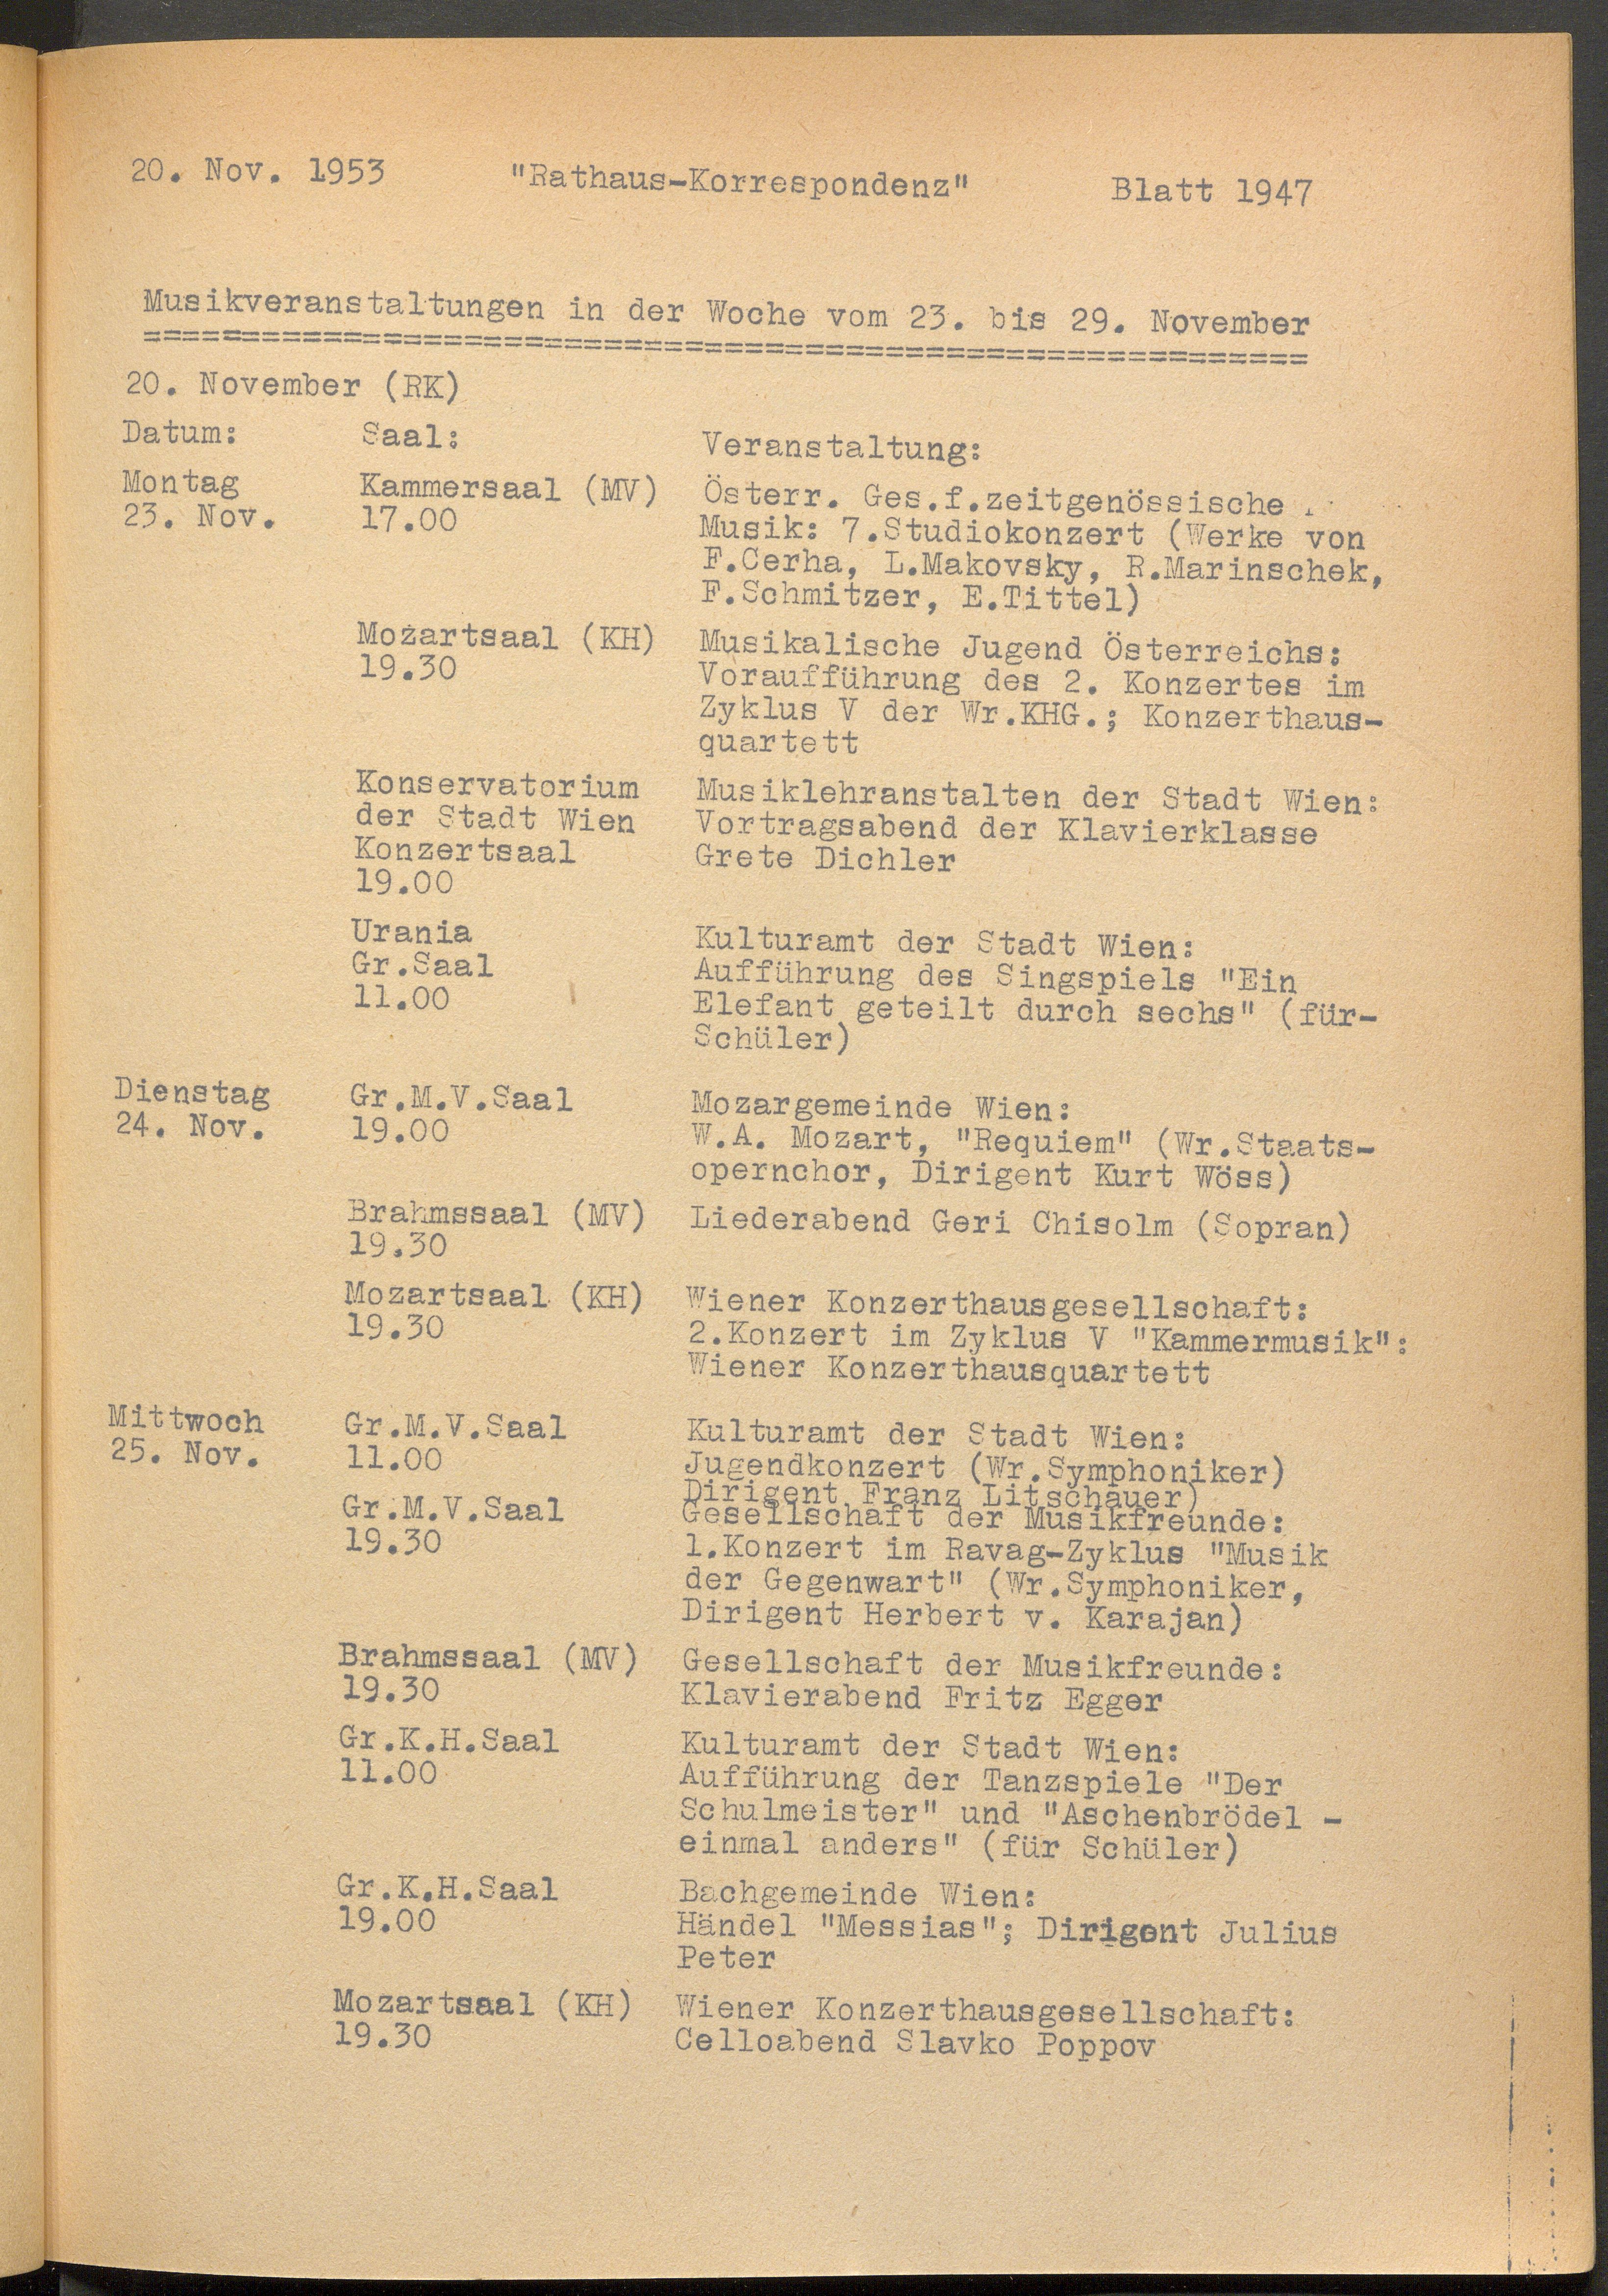 20. Nov. 1953 "Rathaus-Korrespondenz" Blatt 1947
Musikveranstaltungen in der Woche vom 23. bis 29. November
==========================================================
20. November (RK)
Datum: Saal: Veranstaltung:
Montag Kammersaal (MV) Österr. Ges.f.zeitgenössische
23. Nov. 17.00 Musik: 7.Studiokonzert (Werke von
F.Cerha, L.Makovsky, R.Marinschek,
F.Schmitzer, E.Tittel)
Mozartsaal (KH) Musikalische Jugend Österreichs:
19.30 Voraufführung des 2. Konzertes im
Zyklus V der Wr.KHG.; Konzerthaus-
quartett
Konservatorium Musiklehranstalten der Stadt Wien:
der Stadt Wien Vortragsabend der Klavierklasse
Konzertsaal Grete Dichler
19.00
Urania Kulturamt der Stadt Wien:
Gr.Saal Aufführung des Singspiels "Ein
11.00 Elefant geteilt durch sechs" (für-
Schüler)
Dienstag Gr.M.V.Saal Mozargemeinde Wien:
24. Nov. 19.00 W.A. Mozart, "Requiem" (Wr.Staats-
opernchor, Dirigent Kurt Wöss)
Brahmssaal (MV) Liederabend Geri Chisolm (Sopran)
19.30
Mozartsaal (KH) Wiener Konzerthausgesellschaft:
19.30 2.Konzert im Zyklus V "Kammermusik":
Wiener Konzerthausquartett
Mittwoch Gr.M.V.Saal Kulturamt der Stadt Wien:
25. Nov. 11.00 Jugendkonzert (Wr.Symphoniker)
Dirigent Franz Litschauer)
Gr.M.V.Saal Gesellschaft der Musikfreunde:
19.30 1.Konzert im Ravag-Zyklus "Musik
der Gegenwart" (Wr.Symphoniker,
Dirigent Herbert v. Karajan)
Brahmssaal (MV) Gesellschaft der Musikfreunde:
19.30 Klavierabend Fritz Egger
Gr.K.H.Saal Kulturamt der Stadt Wien:
11.00 Aufführung der Tanzspiele "Der
Schulmeister" und "Aschenbrödel -
einmal anders" (für Schüler)
Gr.K.H.Saal Bachgemeinde Wien:
19.00 Händel "Messias"; Dirigent Julius
Peter
Mozartsaal (KH) Wiener Konzerthausgesellschaft:
19.30 Celloabend Slavko Poppov